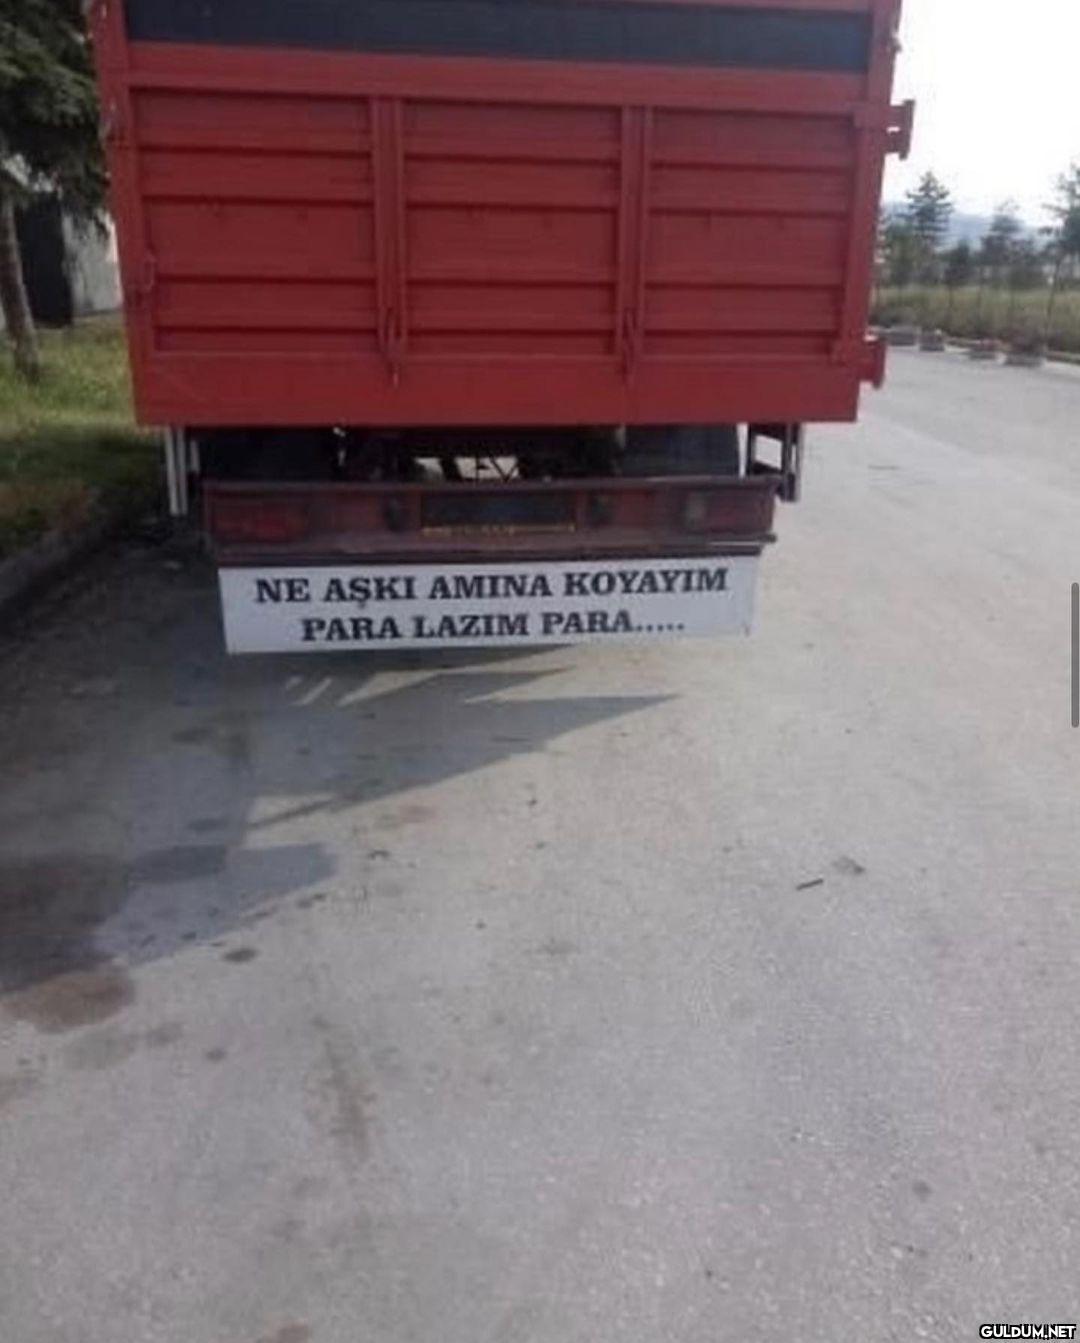 NE AŞKI AMINA KOYAYIM
PARA LAZIM PARA.....
GULDUM.NET